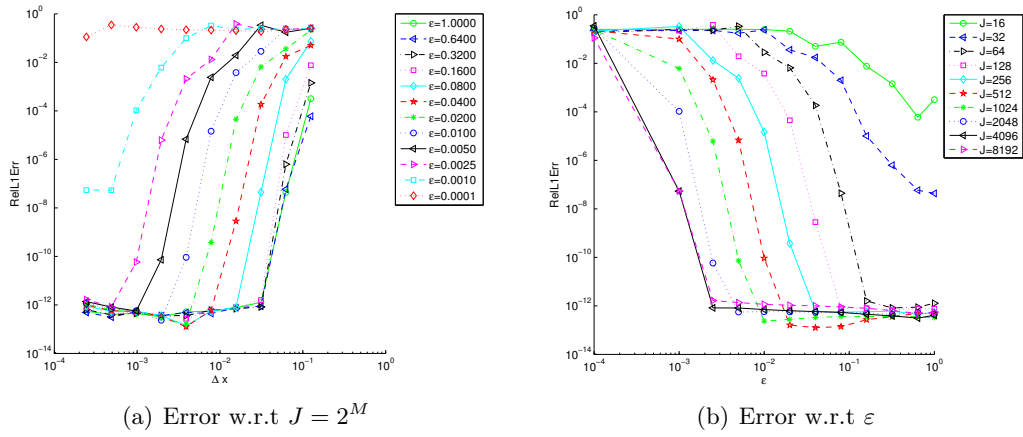 10^0
10^-2
10^-4
10^-6
10^-8
10^-10
10^-12
10^-14
RelL1Err
10^-4
10^-3
10^-2
10^-1
10^0
Δ x
ε=1.0000
ε=0.6400
ε=0.3200
ε=0.1600
ε=0.0800
ε=0.0400
ε=0.0200
ε=0.0100
ε=0.0050
ε=0.0025
ε=0.0010
ε=0.0001
(a) Error w.r.t J = 2^M
10^0
10^-2
10^-4
10^-6
10^-8
10^-10
10^-12
10^-14
RelL1Err
10^-4
10^-3
10^-2
10^-1
10^0
ε
J=16
J=32
J=64
J=128
J=256
J=512
J=1024
J=2048
J=4096
J=8192
(b) Error w.r.t ε